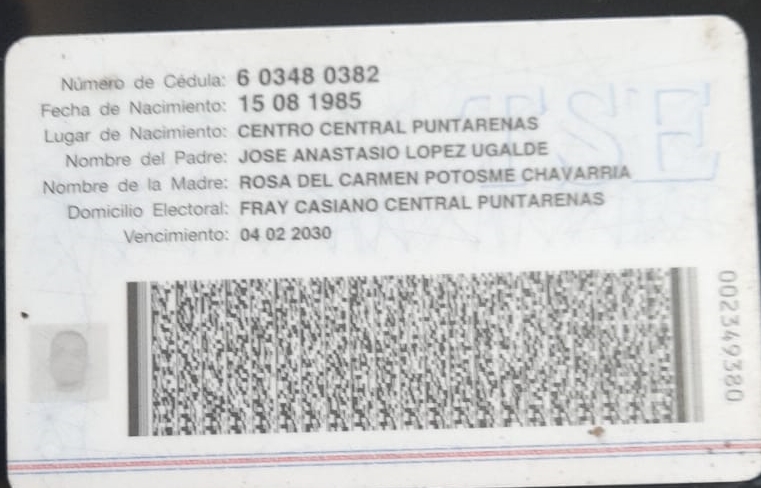 Número de Cédula: 6 0348 0382
Fecha de Nacimiento: 15 08 1985
Lugar de Nacimiento: CENTRO CENTRAL PUNTARENAS
Nombre del Padre: JOSE ANASTASIO LOPEZ UGALDE
Nombre de la Madre: ROSA DEL CARMEN POTOSME CHAVARRIA
Domicilio Electoral: FRAY CASIANO CENTRAL PUNTARENAS
Vencimiento: 04 02 2030
TSE
002349380